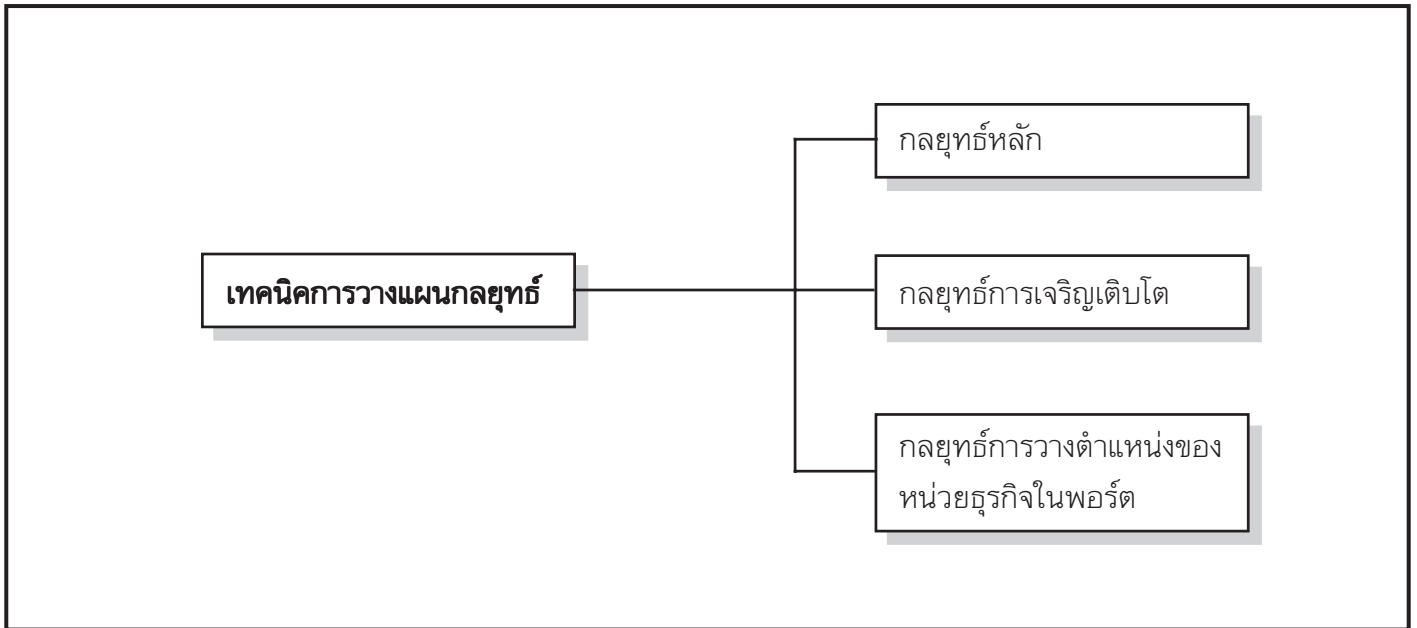 กลยุทธ์หลัก
เทคนิคการวางแผนกลยุทธ์
กลยุทธ์การเจริญเติบโต
กลยุทธ์การวางตำแหน่งของ
หน่วยธุรกิจในพอร์ต